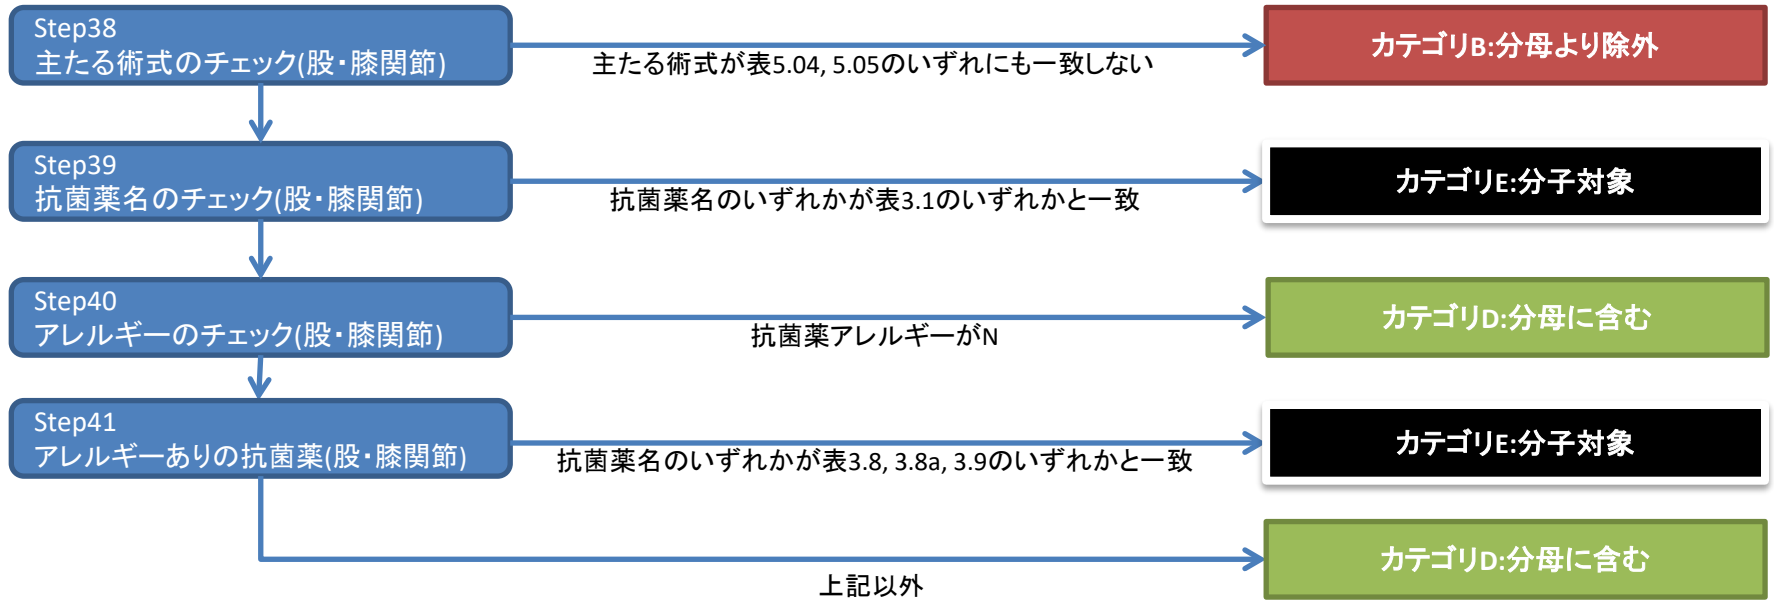 Step38
主たる術式のチェック(股・膝関節)
主たる術式が表5.04, 5.05のいずれにも一致しない
カテゴリB:分母より除外
Step39
抗菌薬名のチェック(股・膝関節)
抗菌薬名のいずれかが表3.1のいずれかと一致
カテゴリE:分子対象
Step40
アレルギーのチェック(股・膝関節)
抗菌薬アレルギーがN
カテゴリD:分母に含む
Step41
アレルギーありの抗菌薬(股・膝関節)
抗菌薬名のいずれかが表3.8, 3.8a, 3.9のいずれかと一致
カテゴリE:分子対象
上記以外
カテゴリD:分母に含む